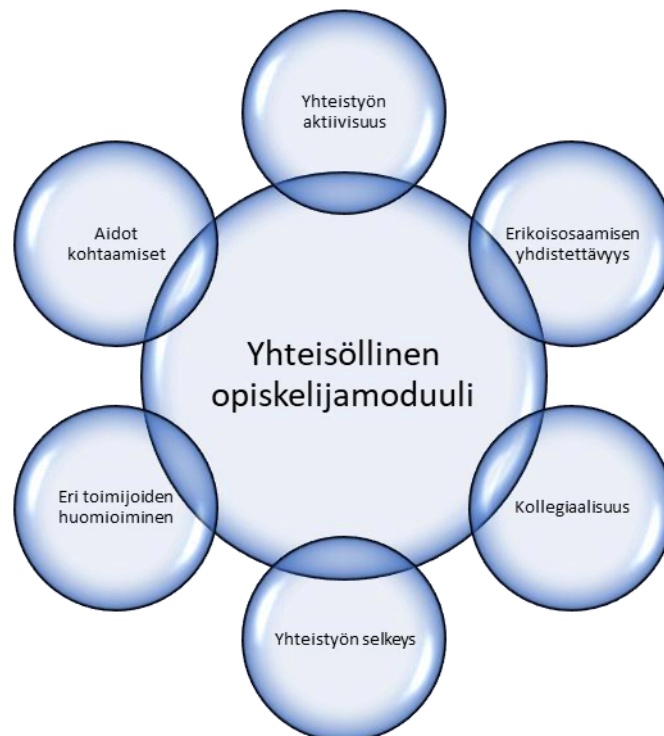 Yhteistyön
aktiivisuus
Aidot
kohtaamiset
Erikoisosaamisen
yhdistettävyys
Yhteisöllinen
opiskelijamoduuli
Eri toimijoiden
huomioiminen
Kollegiaalisuus
Yhteistyön selkeys